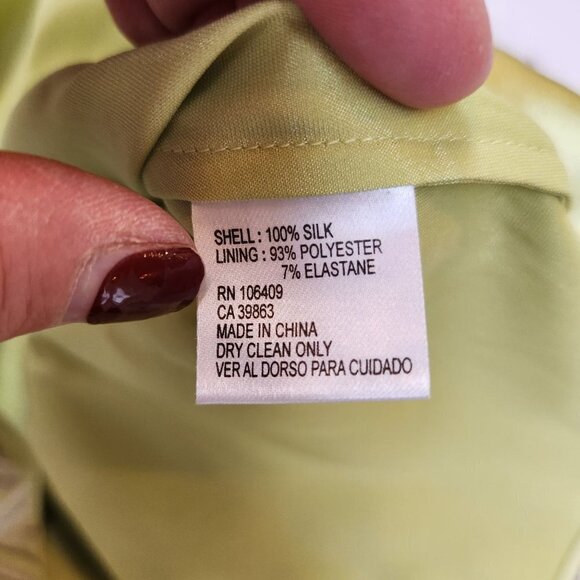 SHELL : 100% SILK
LINING : 93% POLYESTER
7% ELASTANE
RN 106409
CA 39863
MADE IN CHINA
DRY CLEAN ONLY
VER AL DORSO PARA CUIDADO